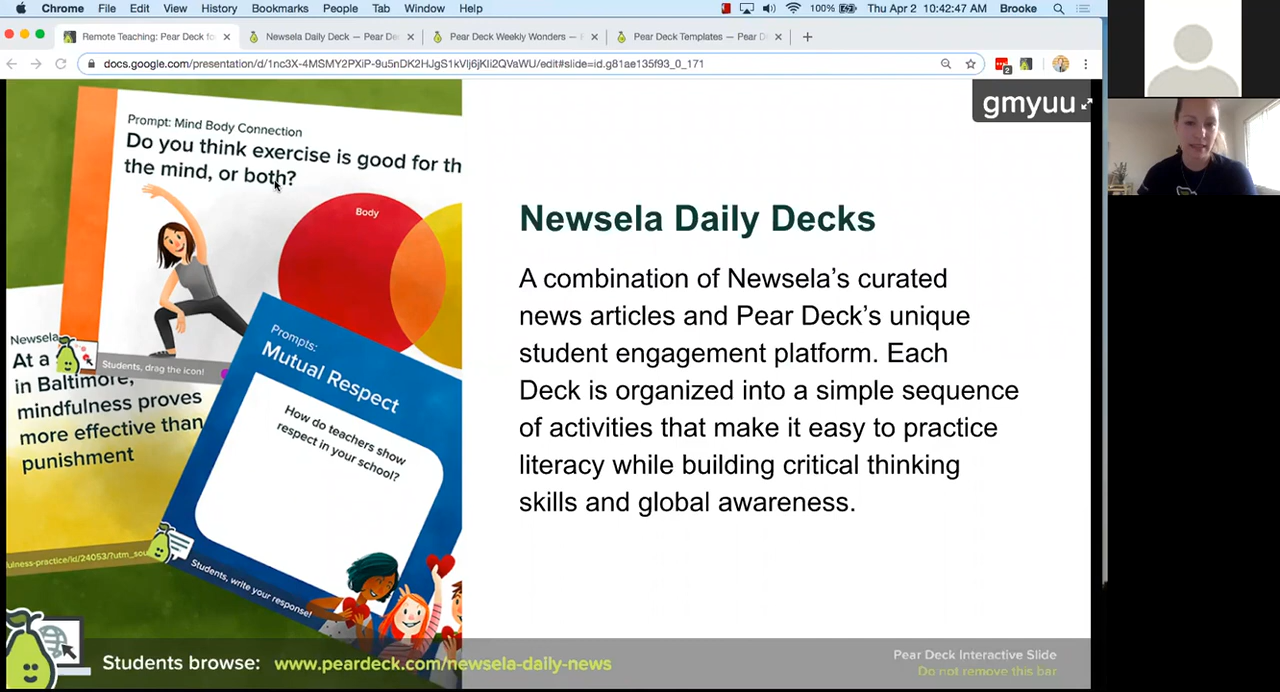 Chrome File Edit View History Bookmarks People Tab Window Help 100% Thu Apr 2 10:42:47 AM Brooke
Remote Teaching: Pear Deck fo Newsela Daily Deck — Pear De Pear Deck Weekly Wonders — Pear Deck Templates — Pear D
docs.google.com/presentation/d/1nc3X-4MSMY2PXiP-9u5nDK2HJgS1kVlj6jKIi2QVaWU/edit#slide=id.g81ae135f93_0_171
2
gmyuu
Prompt: Mind Body Connection
Do you think exercise is good for th
the mind, or both?
Body
Students, drag the icon!
Newsela
At a
in Baltimore,
mindfulness proves
more effective than
punishment
ulness-practice/id/24053/?utm_sou
Prompts:
Mutual Respect
How do teachers show
respect in your school?
Students, write your response!
Newsela Daily Decks
A combination of Newsela’s curated
news articles and Pear Deck’s unique
student engagement platform. Each
Deck is organized into a simple sequence
of activities that make it easy to practice
literacy while building critical thinking
skills and global awareness.
Students browse: www.peardeck.com/newsela-daily-news
Pear Deck Interactive Slide
Do not remove this bar